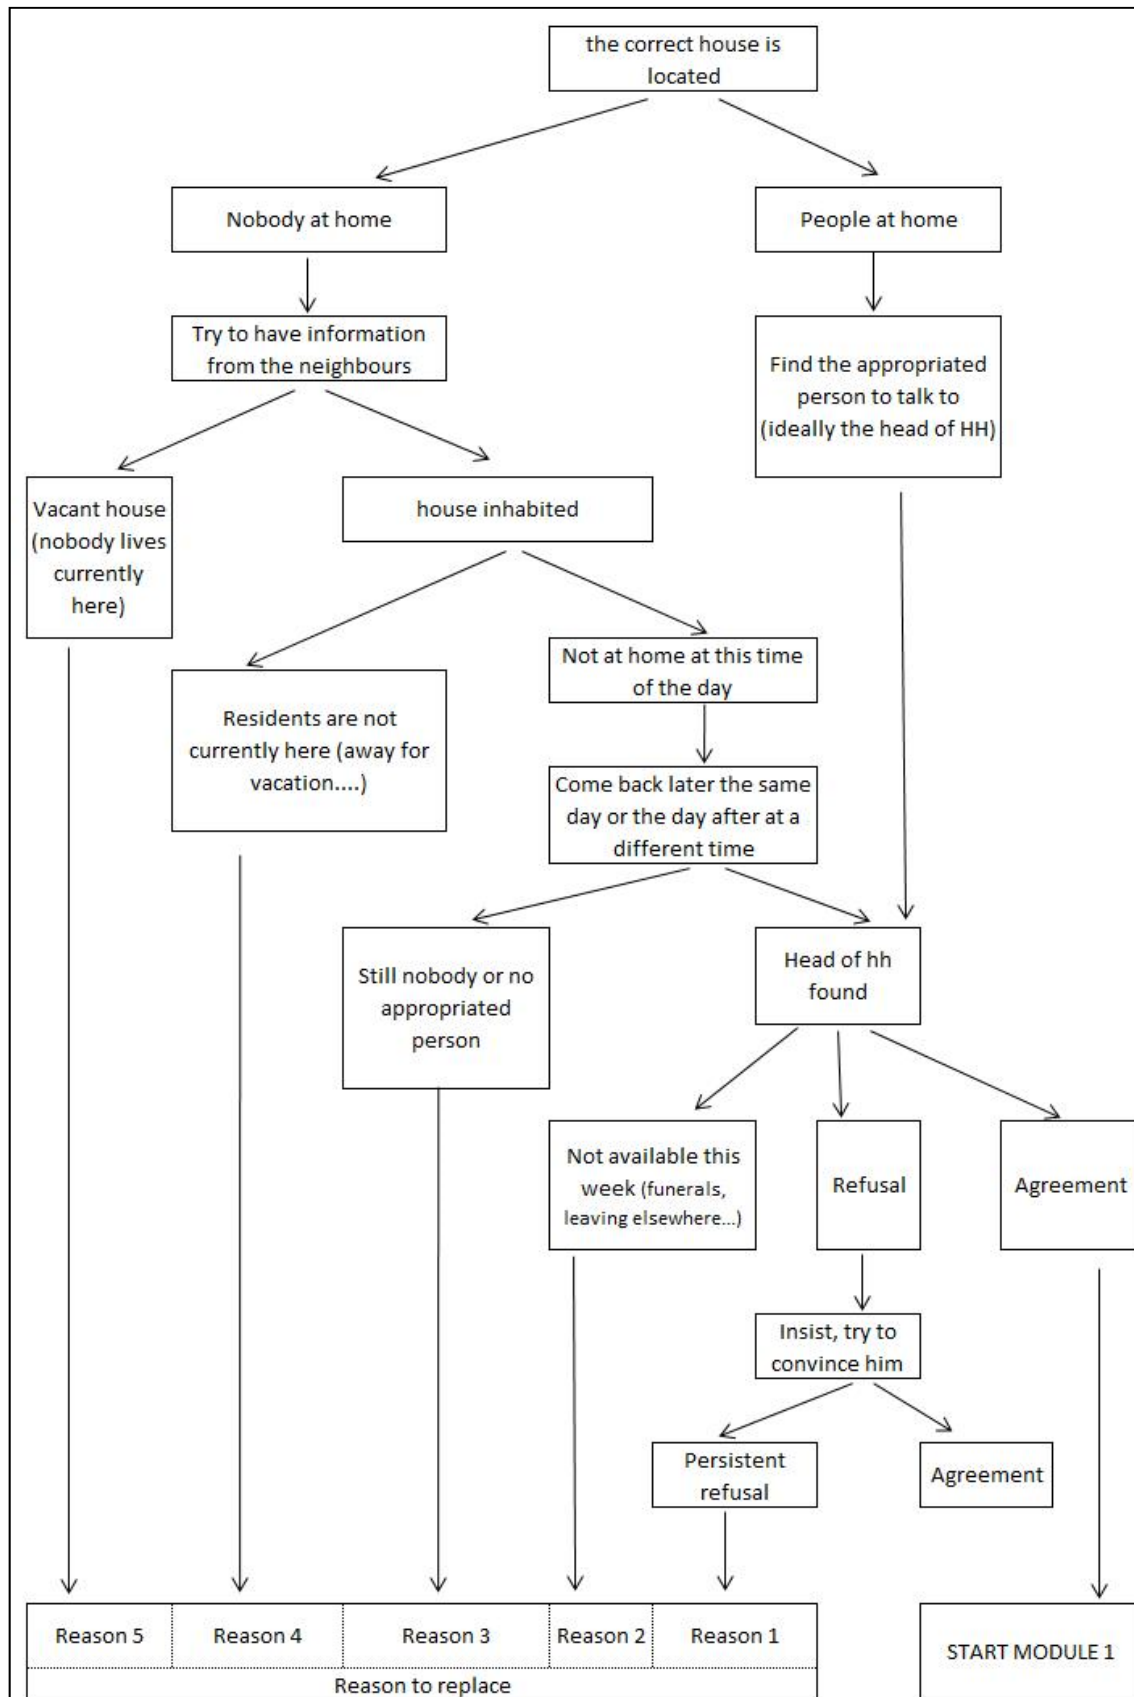 the correct house is
located
Nobody at home
People at home
Try to have information
from the neighbours
Find the appropriated
person to talk to
(ideally the head of HH)
Vacant house
(nobody lives
currently
here)
house inhabited
Not at home at this time
of the day
Residents are not
currently here (away for
vacation....)
Come back later the same
day or the day after at a
different time
Still nobody or no
appropriated
person
Head of hh
found
Not available this
week (funerals,
leaving elsewhere...)
Refusal
Agreement
Insist, try to
convince him
Persistent
refusal
Agreement
Reason 5
Reason 4
Reason 3
Reason 2
Reason 1
Reason to replace
START MODULE 1